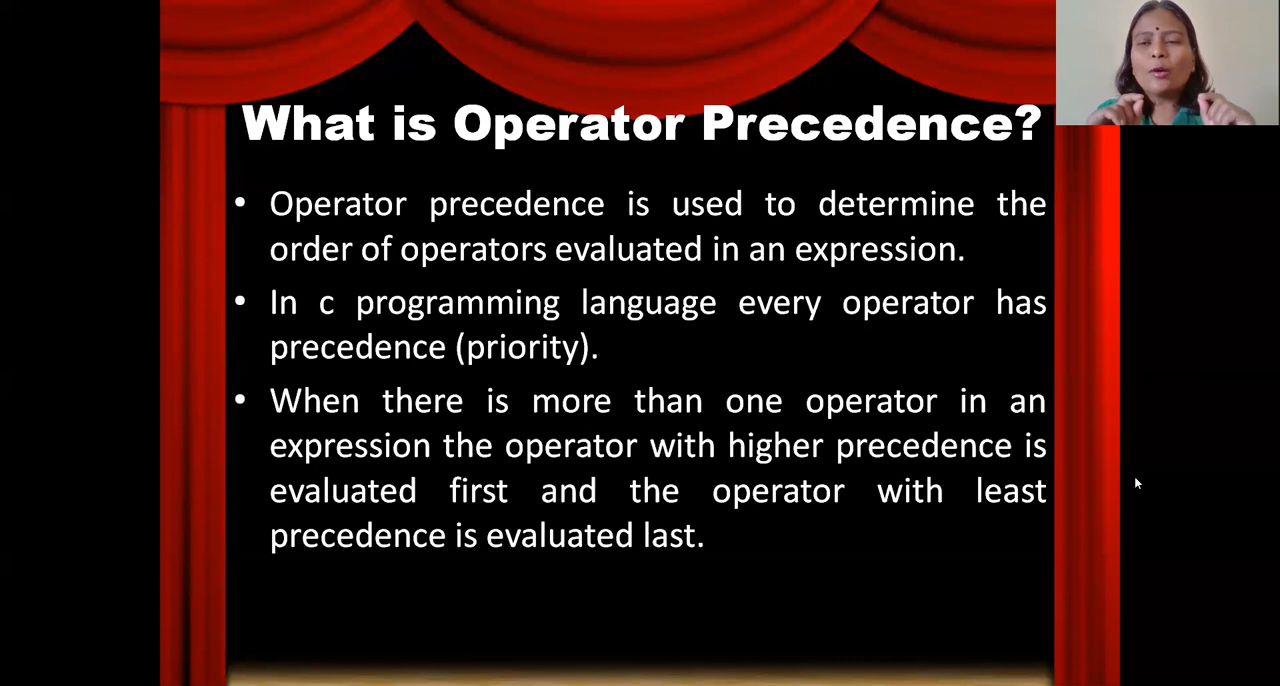 What is Operator Precedence?
• Operator precedence is used to determine the
order of operators evaluated in an expression.
• In c programming language every operator has
precedence (priority).
• When there is more than one operator in an
expression the operator with higher precedence is
evaluated first and the operator with least
precedence is evaluated last.